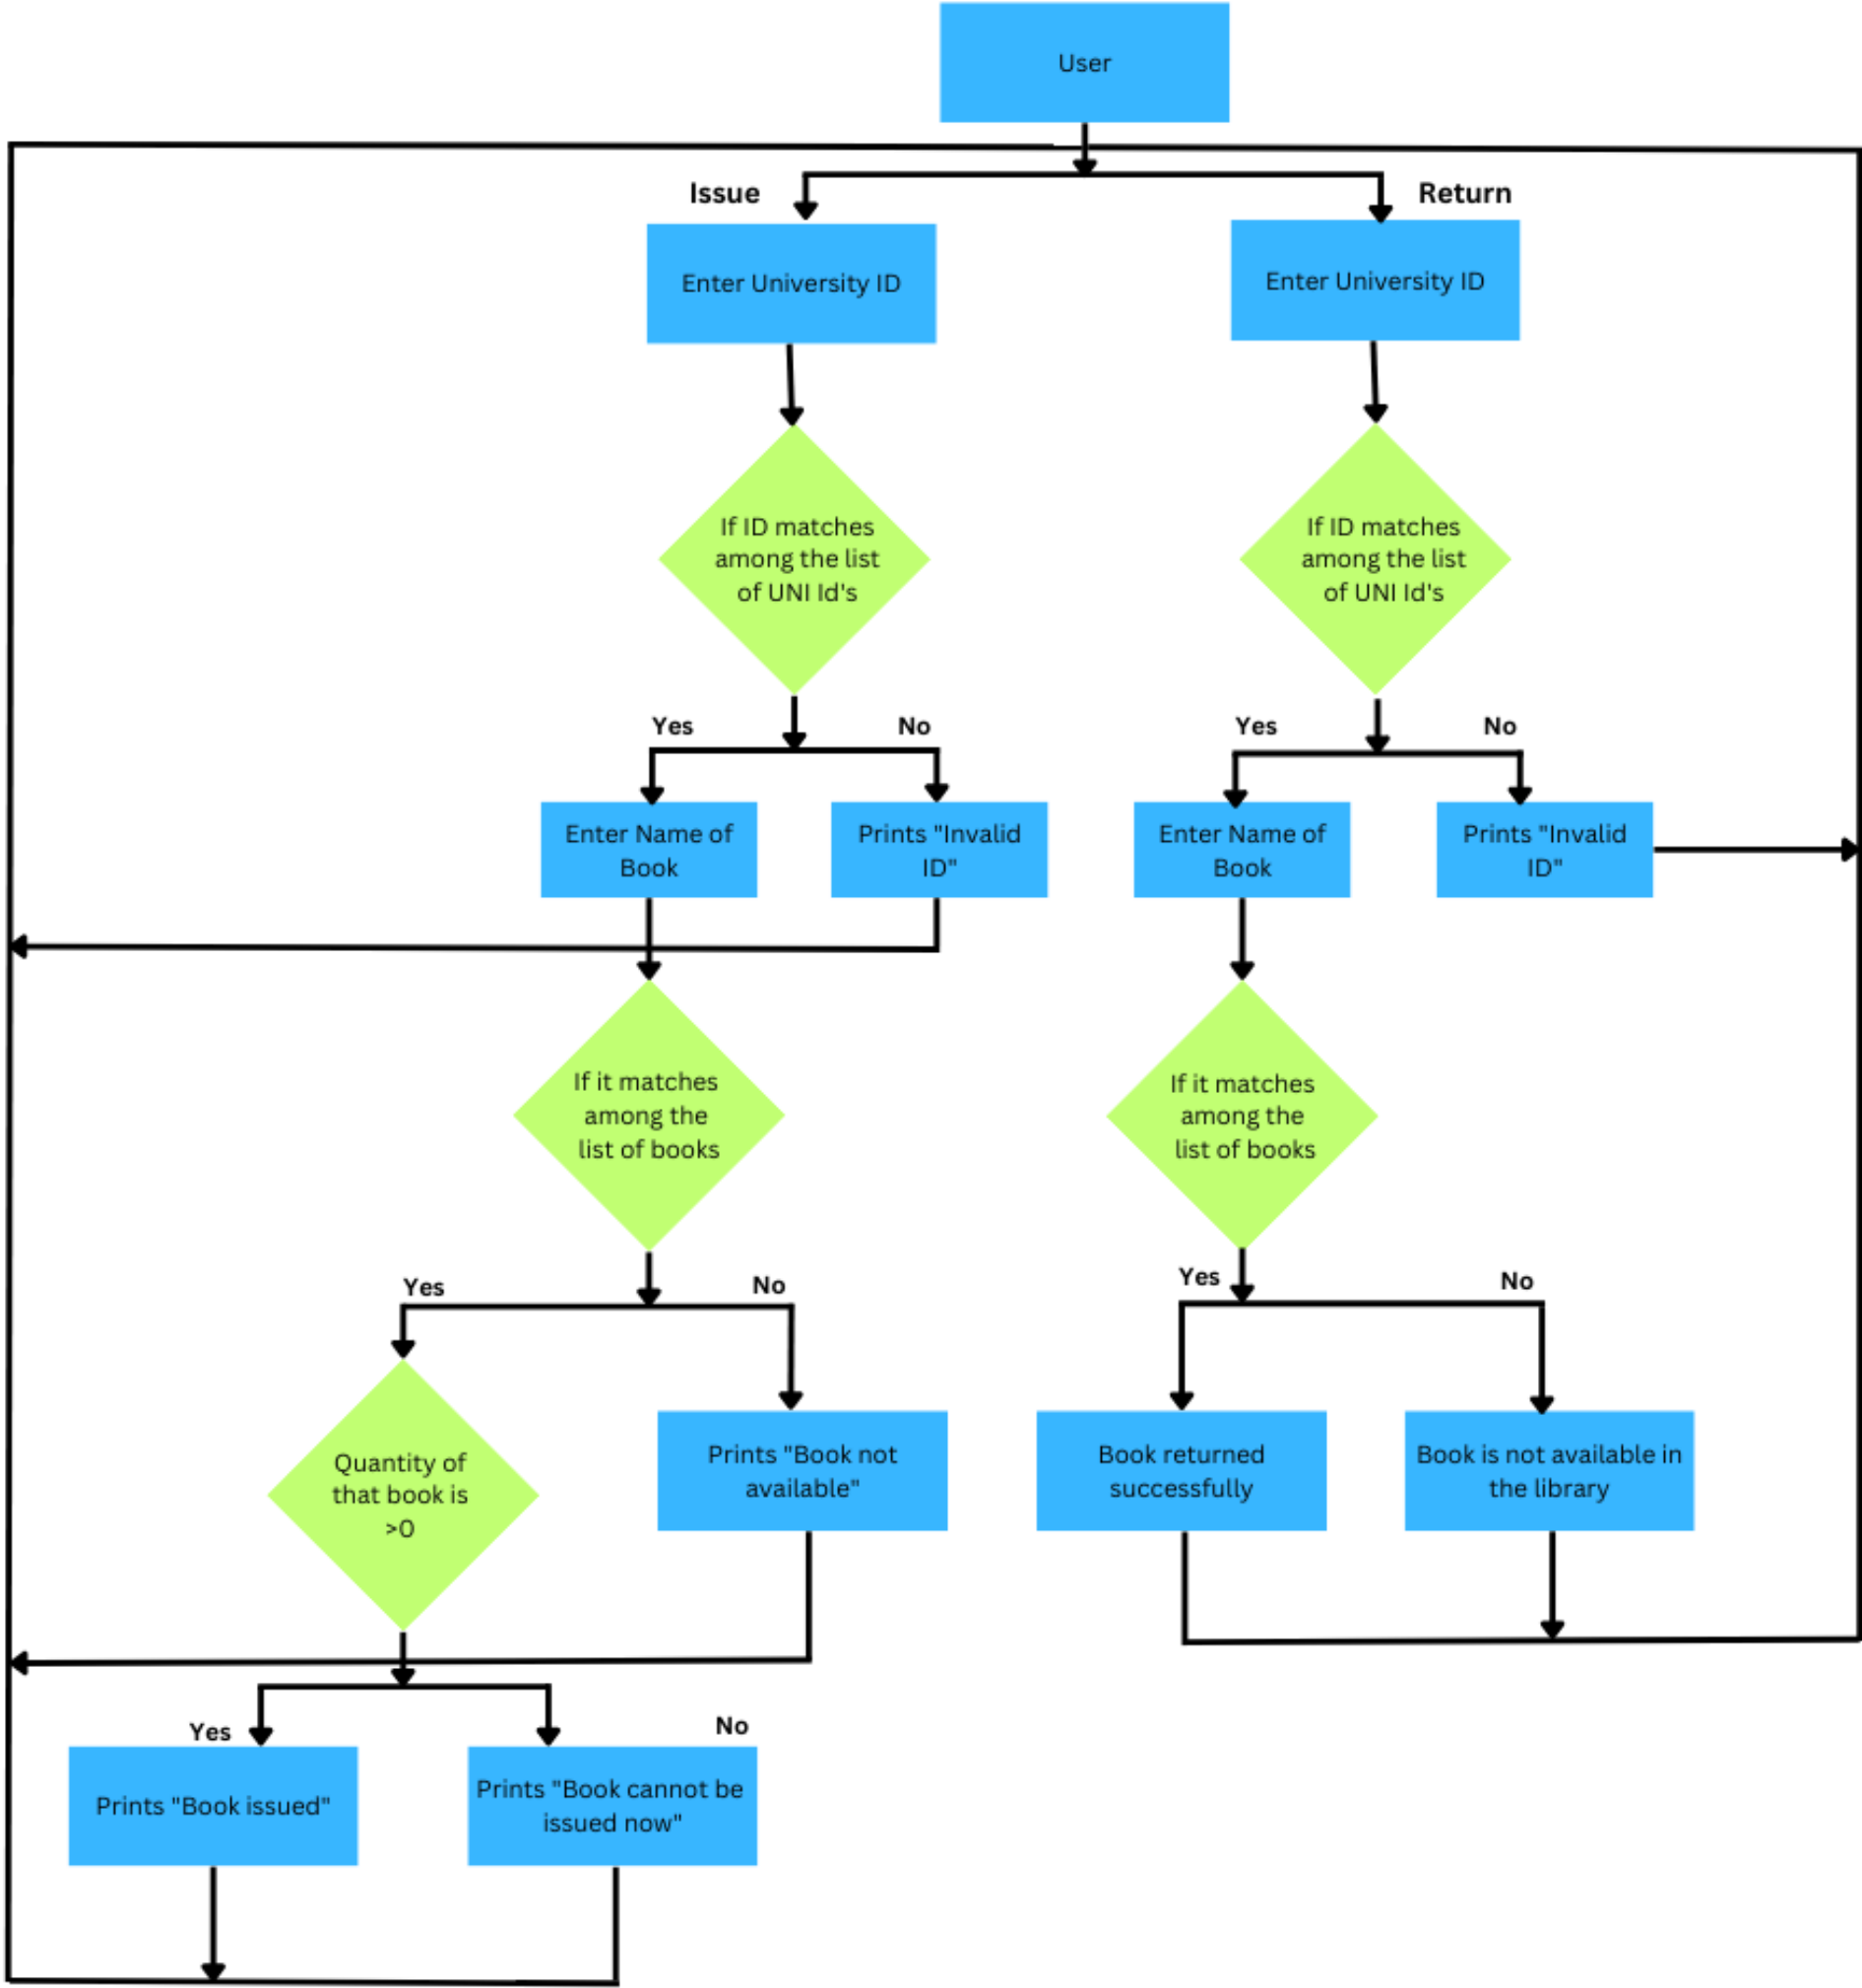 User
Issue
Return
Enter University ID
Enter University ID
If ID matches
among the list
of UNI Id's
If ID matches
among the list
of UNI Id's
Yes
No
Yes
No
Enter Name of
Book
Prints "Invalid
ID"
Enter Name of
Book
Prints "Invalid
ID"
If it matches
among the
list of books
If it matches
among the
list of books
Yes
No
Yes
No
Quantity of
that book is
>0
Prints "Book not
available"
Book returned
successfully
Book is not available in
the library
Yes
No
Prints "Book issued"
Prints "Book cannot be
issued now"